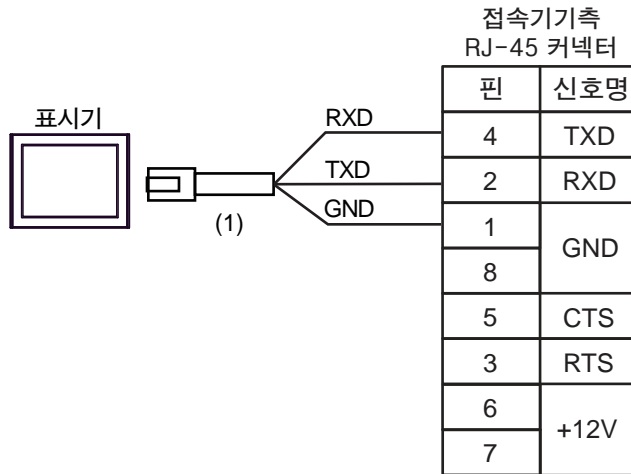 접속기기측
RJ-45 커넥터
핀 신호명
표시기
RXD
4 TXD
TXD
2 RXD
GND
1
GND
8
(1)
5 CTS
3 RTS
6
+12V
7